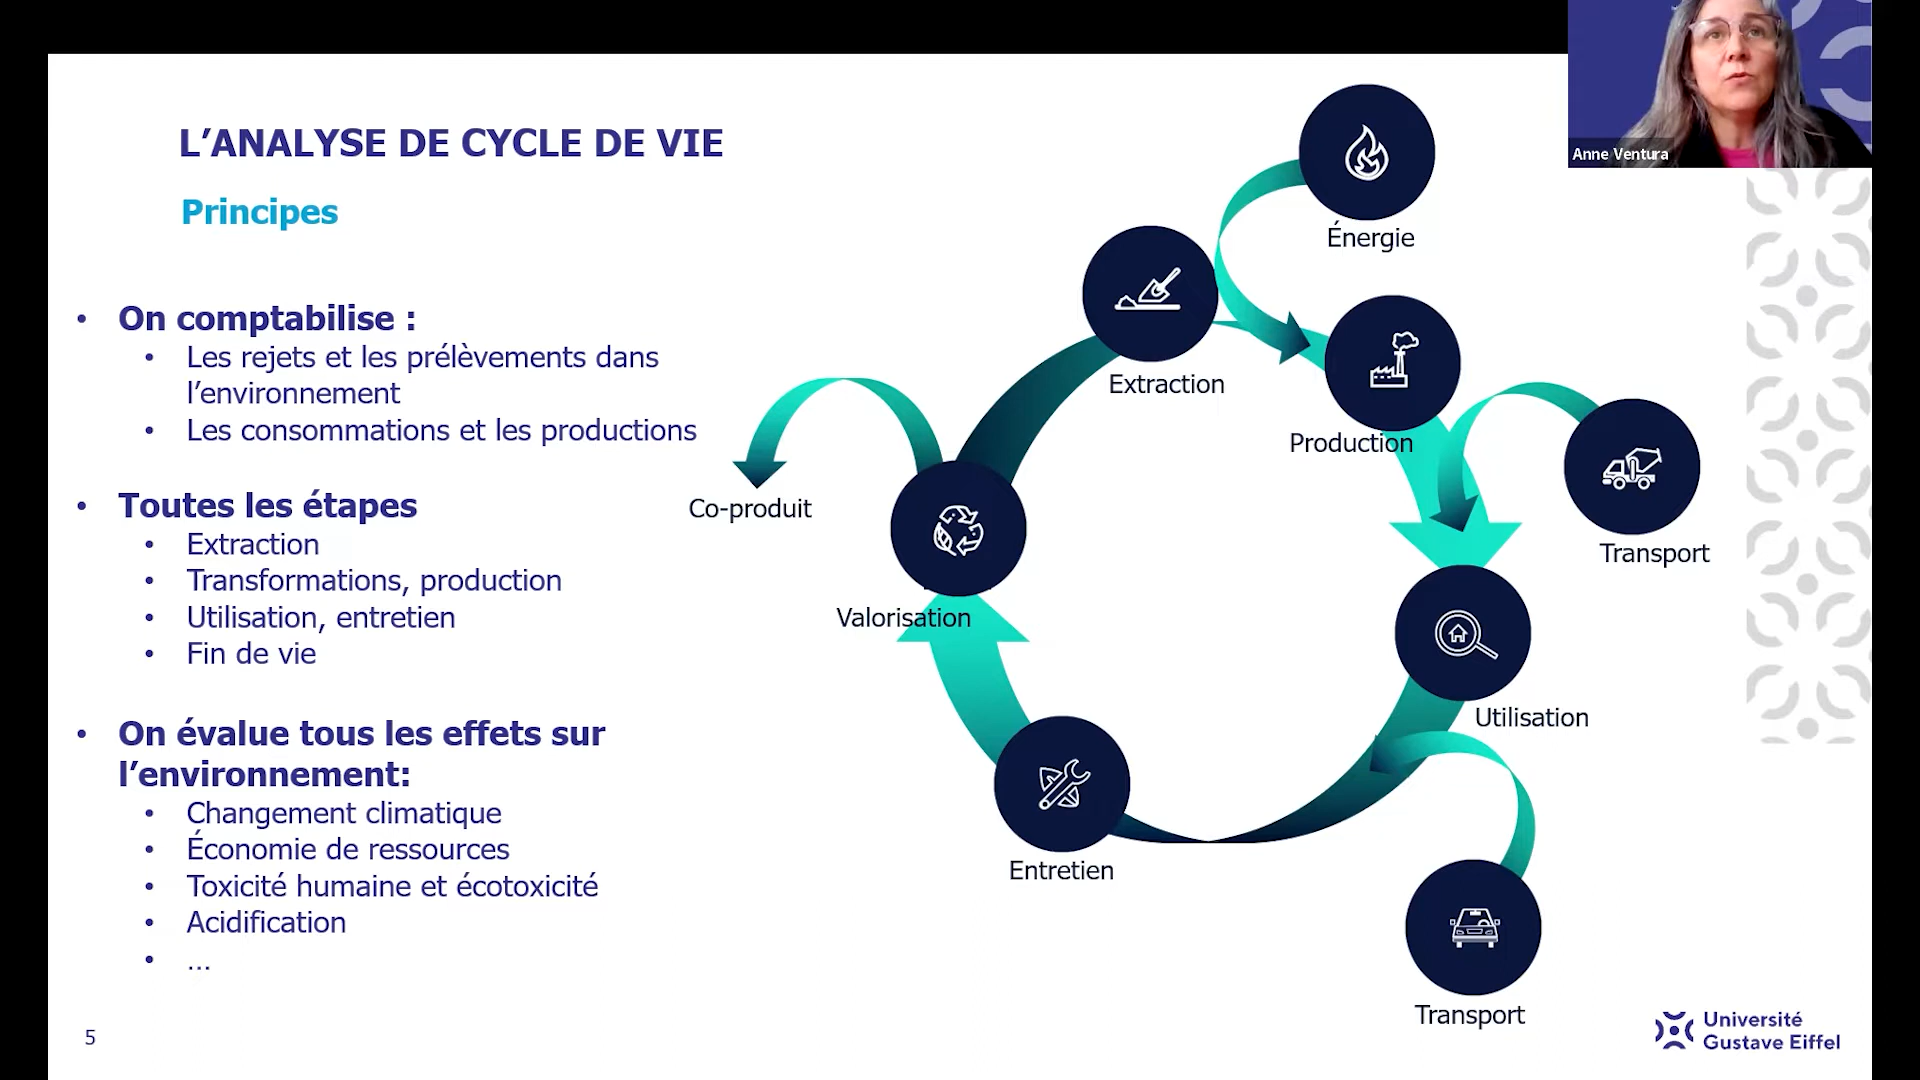 Anne Ventura
L’ANALYSE DE CYCLE DE VIE
Principes
• On comptabilise :
• Les rejets et les prélèvements dans
l’environnement
• Les consommations et les productions
• Toutes les étapes
• Extraction
• Transformations, production
• Utilisation, entretien
• Fin de vie
• On évalue tous les effets sur
l’environnement:
• Changement climatique
• Économie de ressources
• Toxicité humaine et écotoxicité
• Acidification
• ...
Énergie
Extraction
Production
Co-produit
Transport
Valorisation
Utilisation
Entretien
Transport
5
Université
Gustave Eiffel